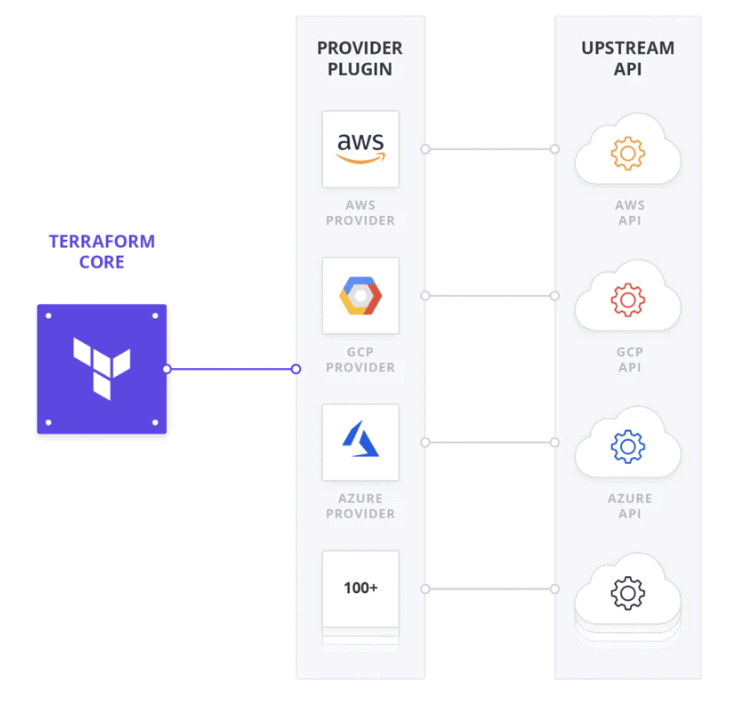 TERRAFORM
CORE
PROVIDER
PLUGIN
aws
AWS
PROVIDER
GCP
PROVIDER
AZURE
PROVIDER
100+
UPSTREAM
API
AWS
API
GCP
API
AZURE
API